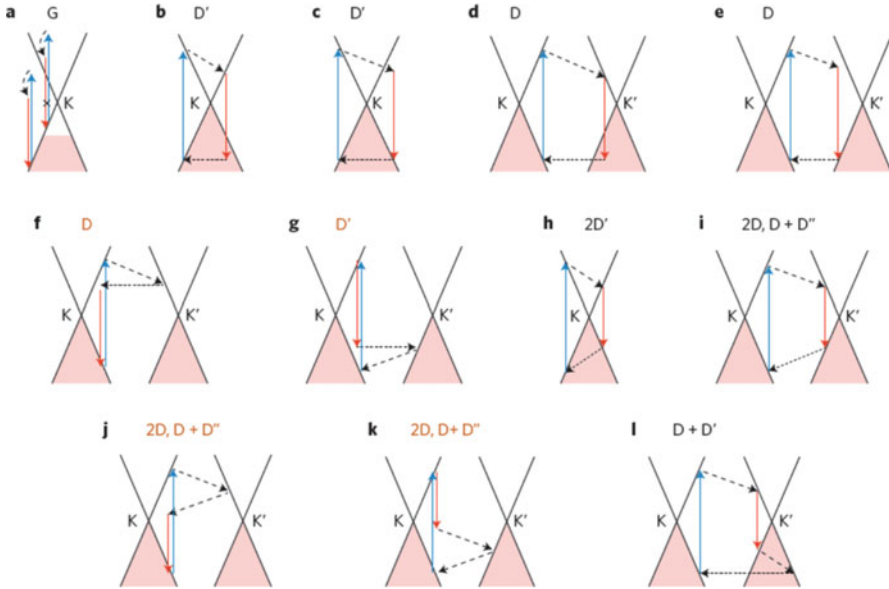 a G
b D′
c D′
d D
e D
K
K
K
K K′
K K′
f D
g D′
h 2D′
i 2D, D + D″
K K′
K K′
K
K K′
j 2D, D + D″
k 2D, D+ D″
l D + D′
K K′
K K′
K K′